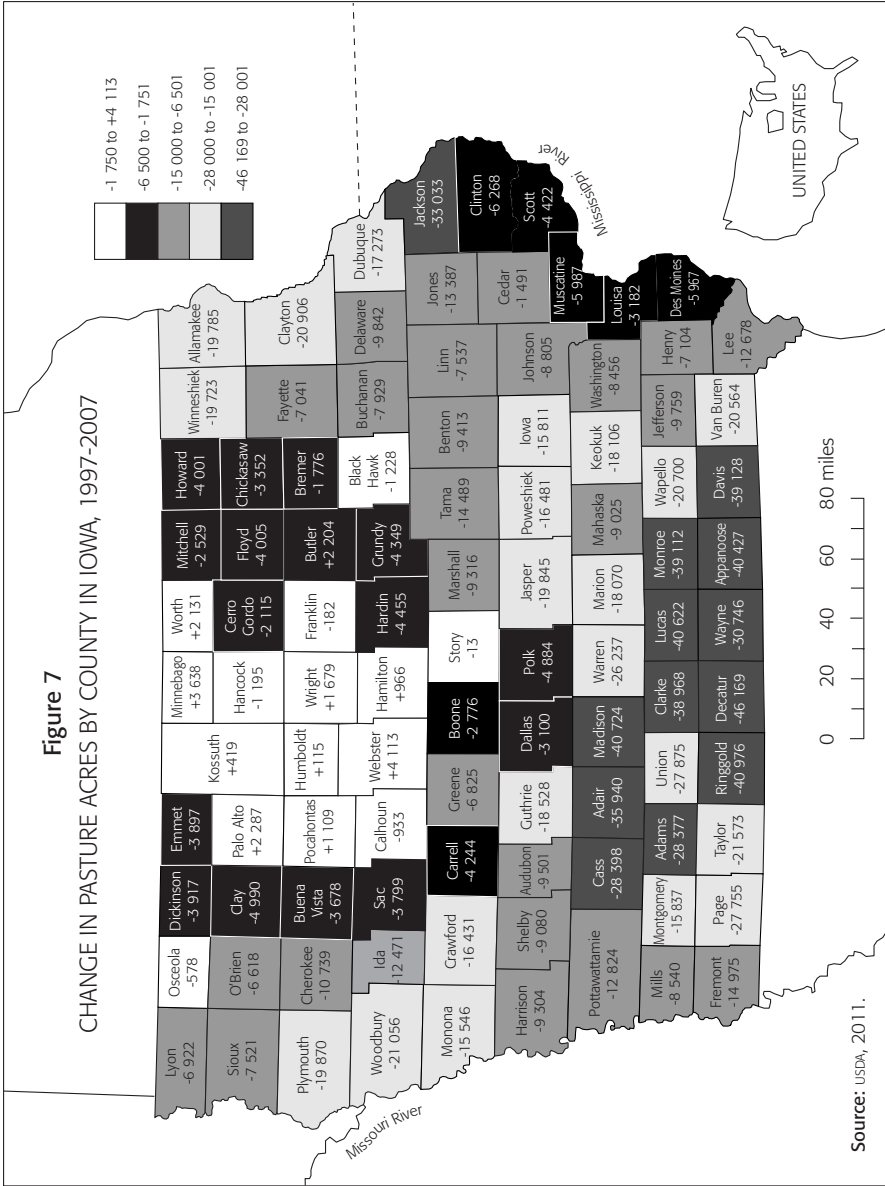 Figure 7
CHANGE IN PASTURE ACRES BY COUNTY IN IOWA, 1997-2007
-1 750 to +4 113
-6 500 to -1 751
-15 000 to -6 501
-28 000 to -15 001
-46 169 to -28 001
Lyon
-6 922
Osceola
-578
Dickinson
-3 917
Emmet
-3 897
Kossuth
+419
Minnebago
+3 638
Worth
+2 131
Mitchell
-2 529
Howard
-4 001
Winneshiek
-19 723
Allamakee
-19 785
Sioux
-7 521
O'Brien
-6 618
Clay
-4 990
Palo Alto
+2 287
Hancock
-1 195
Cerro
Gordo
-2 115
Floyd
-4 005
Chickasaw
-3 352
Fayette
-7 041
Clayton
-20 906
Plymouth
-19 870
Cherokee
-10 739
Buena
Vista
-3 678
Pocahontas
+1 109
Humboldt
+115
Wright
+1 679
Franklin
-182
Butler
+2 204
Bremer
-1 776
Woodbury
-21 056
Ida
-12 471
Sac
-3 799
Calhoun
-933
Webster
+4 113
Hamilton
+966
Hardin
-4 455
Grundy
-4 349
Black
Hawk
-1 228
Buchanan
-7 929
Delaware
-9 842
Dubuque
-17 273
Monona
-15 546
Crawford
-16 431
Carrell
-4 244
Greene
-6 825
Boone
-2 776
Story
-13
Marshall
-9 316
Tama
-14 489
Benton
-9 413
Linn
-7 537
Jones
-13 387
Jackson
-33 033
Harrison
-9 304
Shelby
-9 080
Audubon
-9 501
Guthrie
-18 528
Dallas
-3 100
Polk
-4 884
Jasper
-19 845
Poweshiek
-16 481
Iowa
-15 811
Johnson
-8 805
Cedar
-1 491
Clinton
-6 268
Scott
-4 422
Muscatine
-5 987
Pottawattamie
-12 824
Cass
-28 398
Adair
-35 940
Madison
-40 724
Warren
-26 237
Marion
-18 070
Mahaska
-9 025
Keokuk
-18 106
Washington
-8 456
Louisa
-3 182
Mills
-8 540
Montgomery
-15 837
Adams
-28 377
Union
-27 875
Clarke
-38 968
Lucas
-40 622
Monroe
-39 112
Wapello
-20 700
Jefferson
-9 759
Henry
-7 104
Des Moines
-5 967
Fremont
-14 975
Page
-27 755
Taylor
-21 573
Ringgold
-40 976
Decatur
-46 169
Wayne
-30 746
Appanoose
-40 427
Davis
-39 128
Van Buren
-20 564
Lee
-12 678
Missouri River
Mississippi River
0 20 40 60 80 miles
UNITED STATES
Source: USDA, 2011.